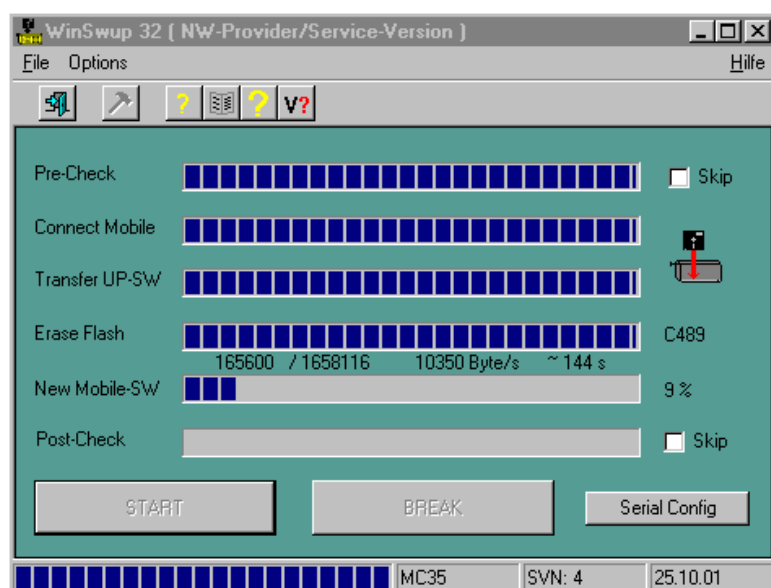 WinSwup 32 ( NW-Provider/Service-Version )
File Options Hilfe
? ? V?
Pre-Check Skip
Connect Mobile
Transfer UP-SW
Erase Flash C489
165600 / 1658116 10350 Byte/s ~ 144 s
New Mobile-SW 9 %
Post-Check Skip
START BREAK Serial Config
MC35 SVN: 4 25.10.01